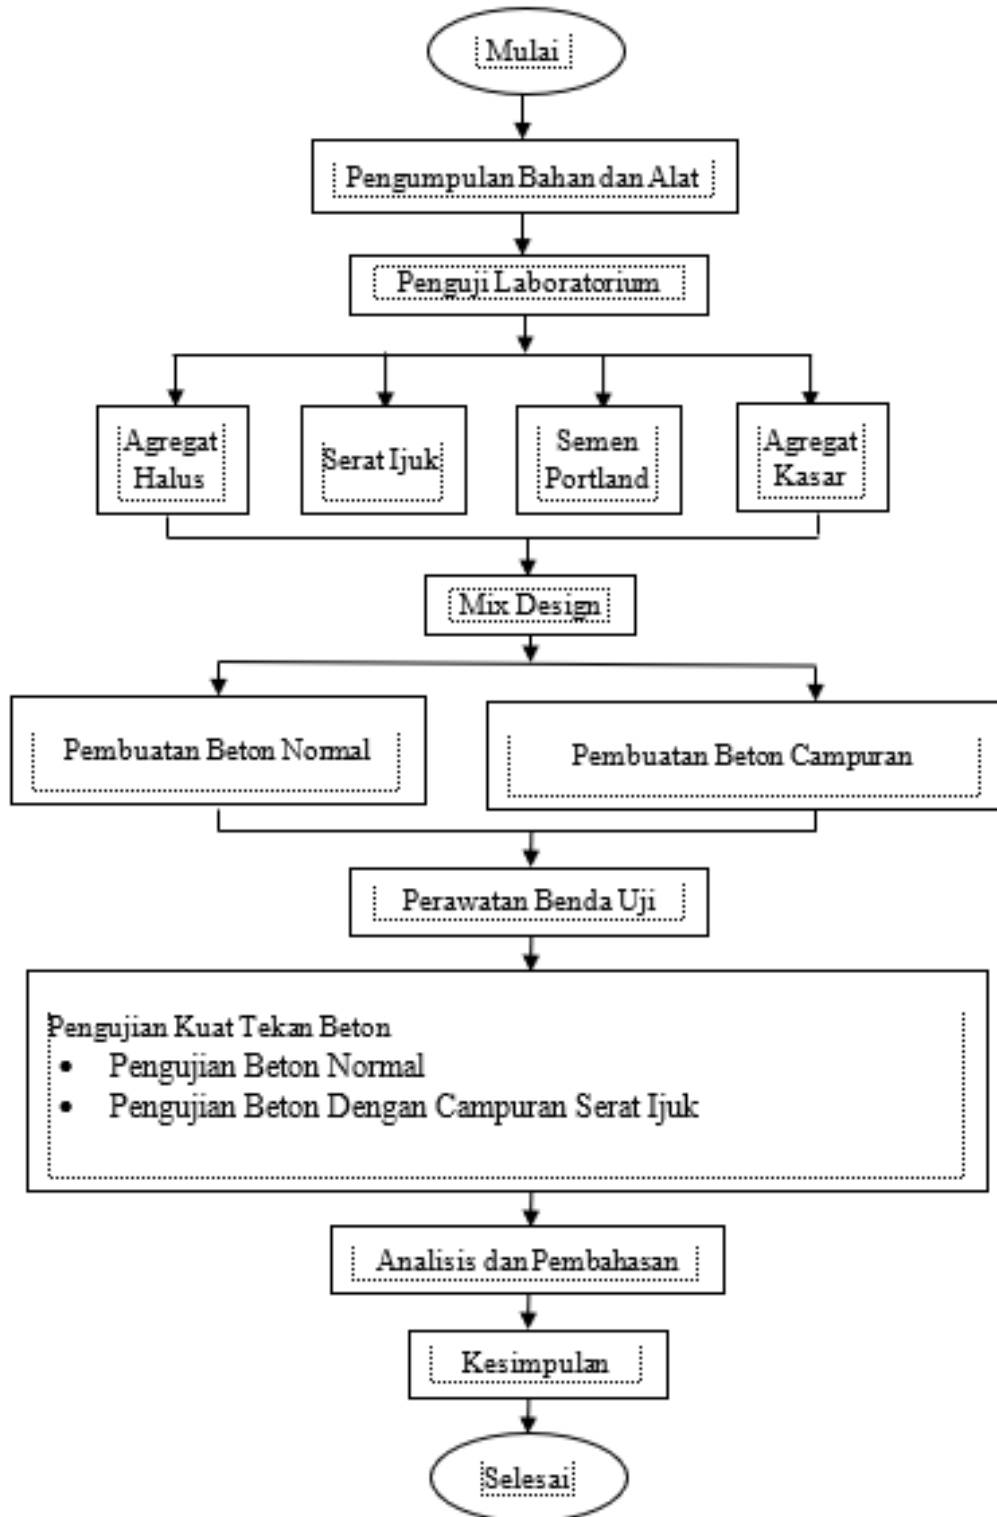 Mulai
Pengumpulan Bahan dan Alat
Penguji Laboratorium
Agregat
Halus
Serat Ijuk
Semen
Portland
Agregat
Kasar
Mix Design
Pembuatan Beton Normal
Pembuatan Beton Campuran
Perawatan Benda Uji
Pengujian Kuat Tekan Beton
• Pengujian Beton Normal
• Pengujian Beton Dengan Campuran Serat Ijuk
Analisis dan Pembahasan
Kesimpulan
Selesai